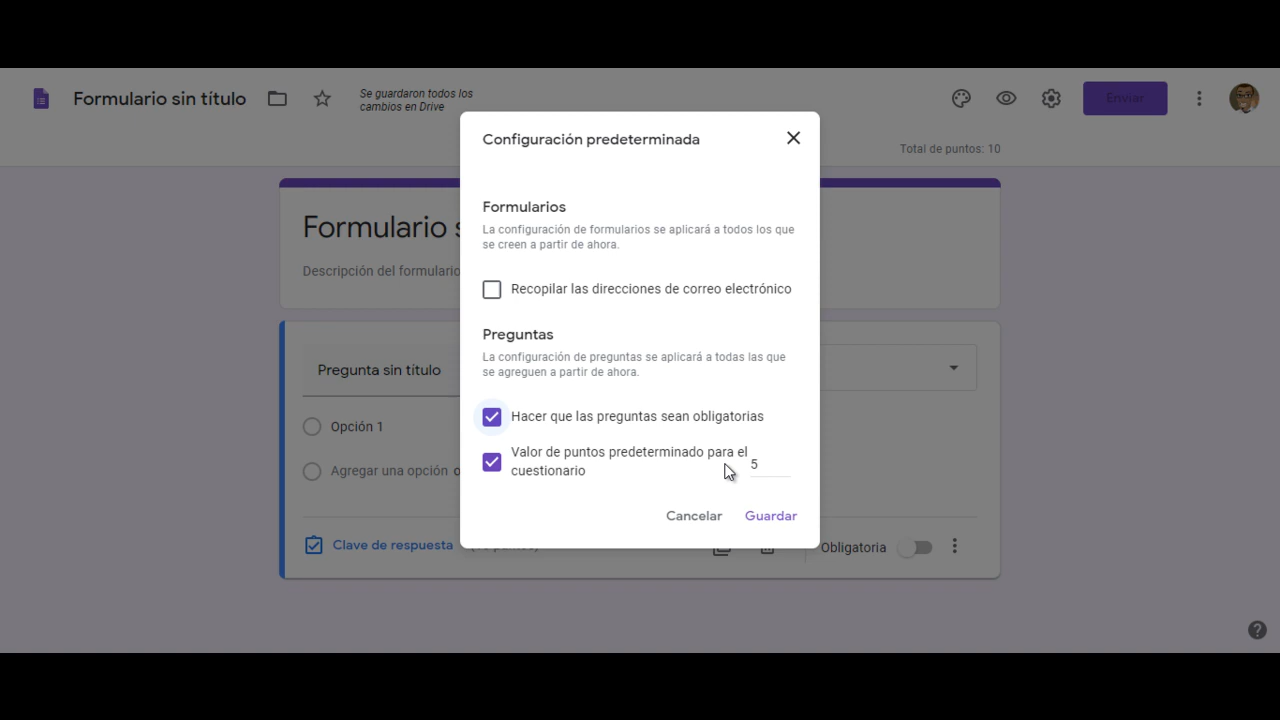 Formulario sin título
Se guardaron todos los
cambios en Drive
Enviar
Total de puntos: 10
Configuración predeterminada
Formularios
La configuración de formularios se aplicará a todos los que
se creen a partir de ahora.
Recopilar las direcciones de correo electrónico
Preguntas
La configuración de preguntas se aplicará a todas las que
se agreguen a partir de ahora.
Hacer que las preguntas sean obligatorias
Valor de puntos predeterminado para el
cuestionario
5
Cancelar
Guardar
Formulario s
Descripción del formulario
Pregunta sin título
Opción 1
Agregar una opción o
Clave de respuesta
Obligatoria